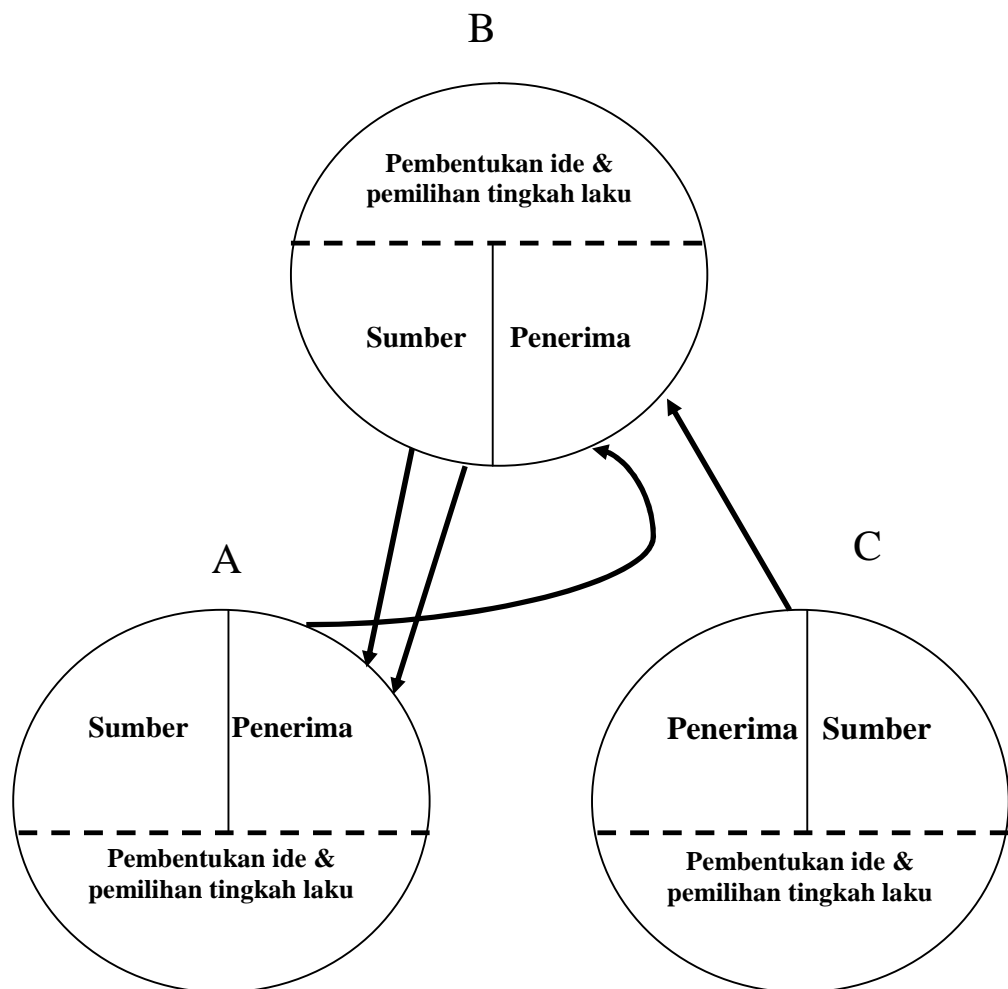 B
Pembentukan ide &
pemilihan tingkah laku
Sumber
Penerima
A
C
Sumber
Penerima
Penerima
Sumber
Pembentukan ide &
pemilihan tingkah laku
Pembentukan ide &
pemilihan tingkah laku